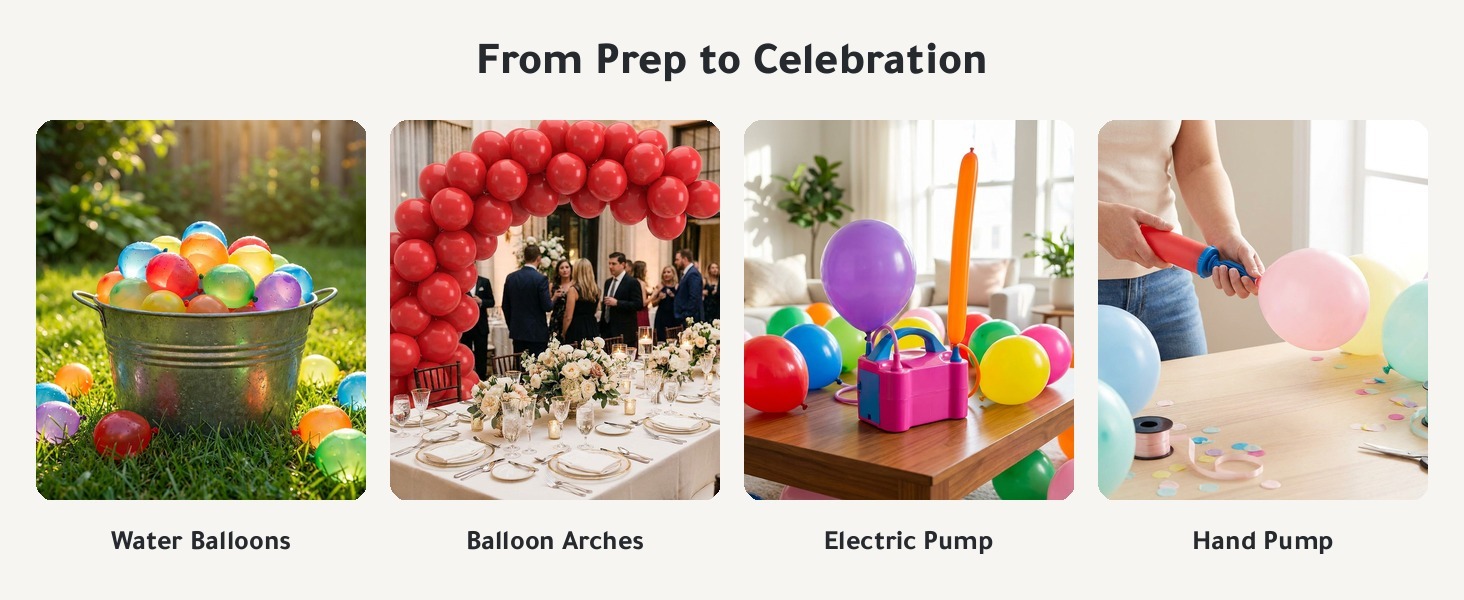 From Prep to Celebration
Water Balloons
Balloon Arches
Electric Pump
Hand Pump